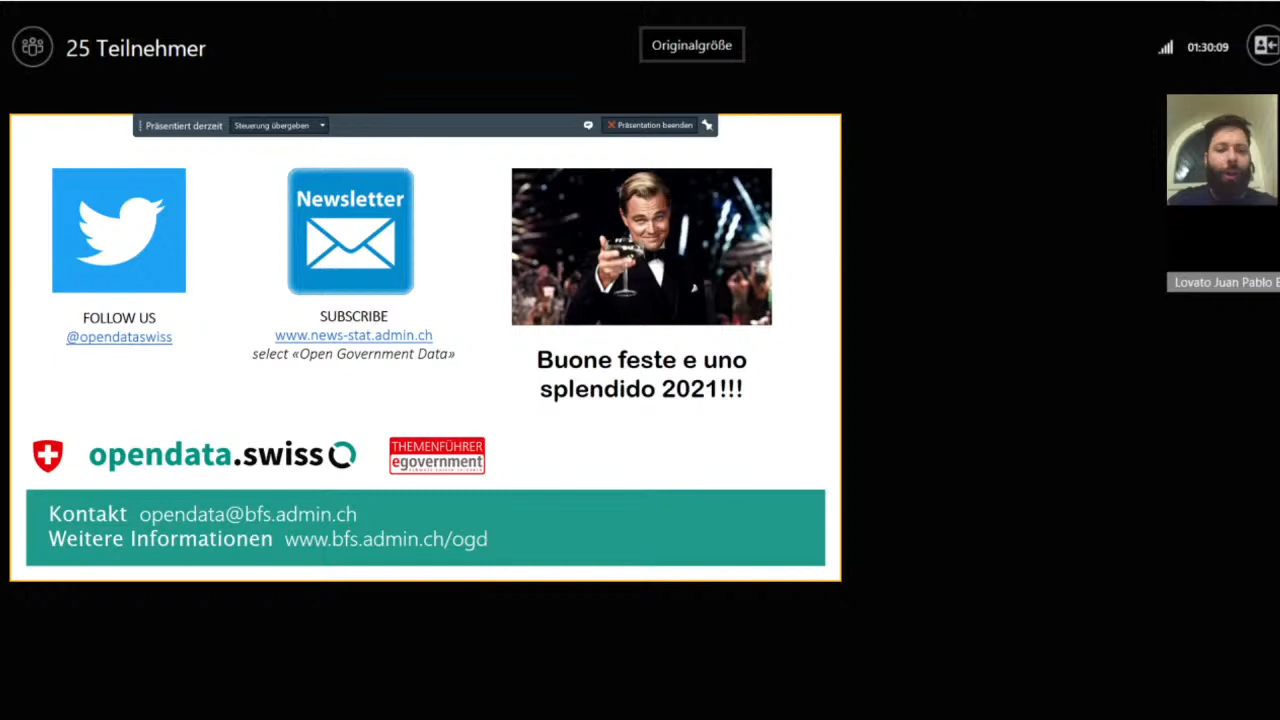 25 Teilnehmer
Originalgröße
01:30:09
Präsentiert derzeit
Steuerung übergeben
Präsentation beenden
Newsletter
FOLLOW US
@opendataswiss
SUBSCRIBE
www.news-stat.admin.ch
select «Open Government Data»
Buone feste e uno
splendido 2021!!!
opendata.swiss
THEMENFÜHRER
egovernment
Kontakt opendata@bfs.admin.ch
Weitere Informationen www.bfs.admin.ch/ogd
Lovato Juan Pablo